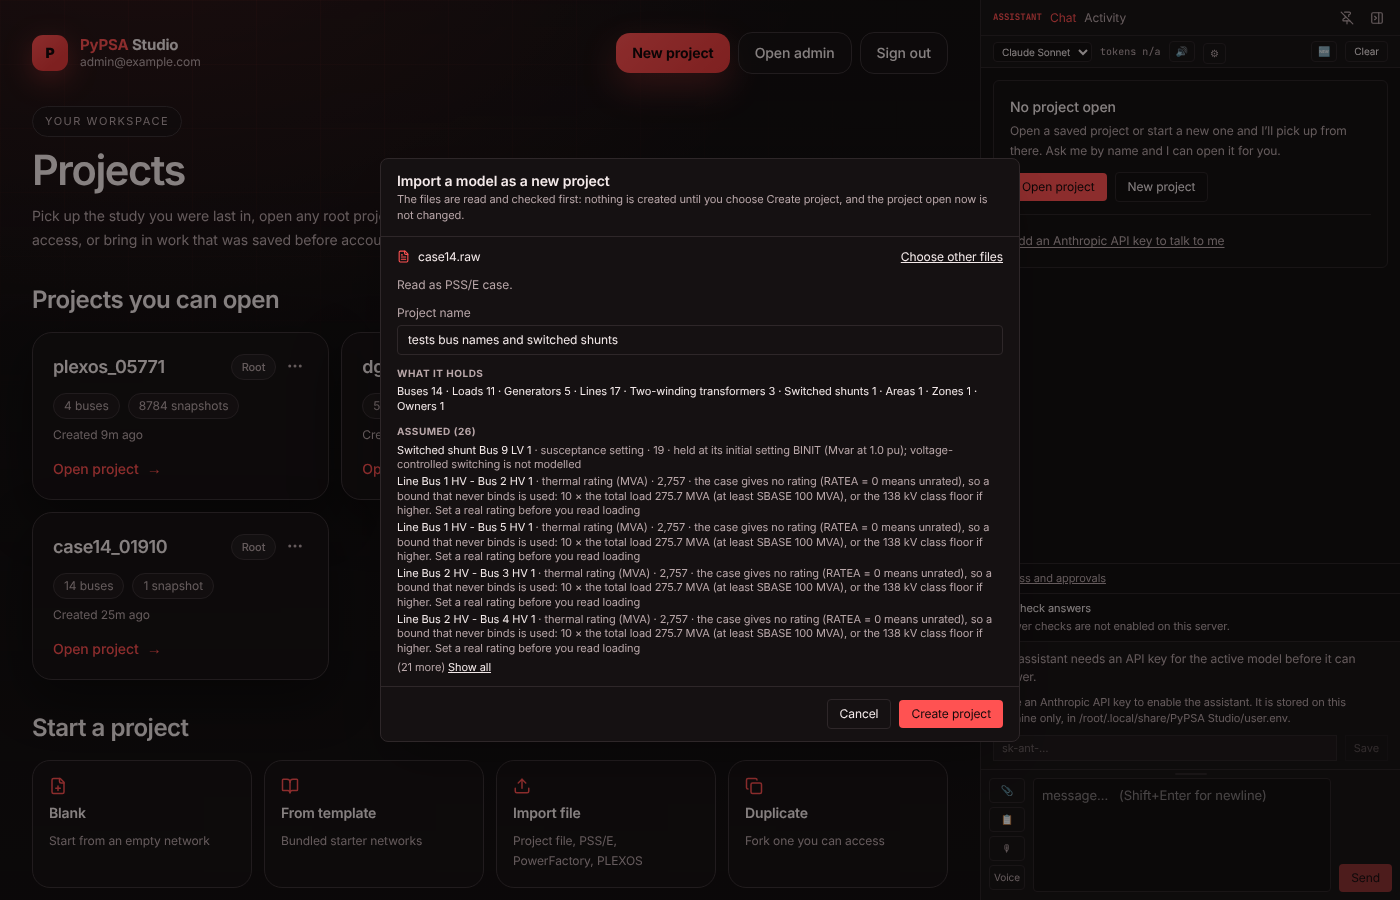 P
PyPSA Studio
admin@example.com
New project
Open admin
Sign out
YOUR WORKSPACE
Projects
Pick up the study you were last in, open any root proj
access, or bring in work that was saved before accou
Projects you can open
plexos_05771
Root
4 buses
8784 snapshots
Created 9m ago
Open project →
dg
5
Cre
Op
case14_01910
Root
14 buses
1 snapshot
Created 25m ago
Open project →
Start a project
Blank
Start from an empty network
From template
Bundled starter networks
Import file
Project file, PSS/E,
PowerFactory, PLEXOS
Duplicate
Fork one you can access
Import a model as a new project
The files are read and checked first: nothing is created until you choose Create project, and the project open now is
not changed.
case14.raw
Choose other files
Read as PSS/E case.
Project name
tests bus names and switched shunts
WHAT IT HOLDS
Buses 14 · Loads 11 · Generators 5 · Lines 17 · Two-winding transformers 3 · Switched shunts 1 · Areas 1 · Zones 1 ·
Owners 1
ASSUMED (26)
Switched shunt Bus 9 LV 1 · susceptance setting · 19 · held at its initial setting BINIT (Mvar at 1.0 pu); voltage-
controlled switching is not modelled
Line Bus 1 HV - Bus 2 HV 1 · thermal rating (MVA) · 2,757 · the case gives no rating (RATEA = 0 means unrated), so a
bound that never binds is used: 10 × the total load 275.7 MVA (at least SBASE 100 MVA), or the 138 kV class floor if
higher. Set a real rating before you read loading
Line Bus 1 HV - Bus 5 HV 1 · thermal rating (MVA) · 2,757 · the case gives no rating (RATEA = 0 means unrated), so a
bound that never binds is used: 10 × the total load 275.7 MVA (at least SBASE 100 MVA), or the 138 kV class floor if
higher. Set a real rating before you read loading
Line Bus 2 HV - Bus 3 HV 1 · thermal rating (MVA) · 2,757 · the case gives no rating (RATEA = 0 means unrated), so a
bound that never binds is used: 10 × the total load 275.7 MVA (at least SBASE 100 MVA), or the 138 kV class floor if
higher. Set a real rating before you read loading
Line Bus 2 HV - Bus 4 HV 1 · thermal rating (MVA) · 2,757 · the case gives no rating (RATEA = 0 means unrated), so a
bound that never binds is used: 10 × the total load 275.7 MVA (at least SBASE 100 MVA), or the 138 kV class floor if
higher. Set a real rating before you read loading
(21 more) Show all
Cancel
Create project
ASSISTANT Chat Activity
Claude Sonnet
tokens n/a
Clear
No project open
Open a saved project or start a new one and I'll pick up from
there. Ask me by name and I can open it for you.
Open project
New project
dd an Anthropic API key to talk to me
ss and approvals
heck answers
ver checks are not enabled on this server.
assistant needs an API key for the active model before it can
ver.
e an Anthropic API key to enable the assistant. It is stored on this
ine only, in /root/.local/share/PyPSA Studio/user.env.
sk-ant-...
Save
message... (Shift+Enter for newline)
Voice
Send